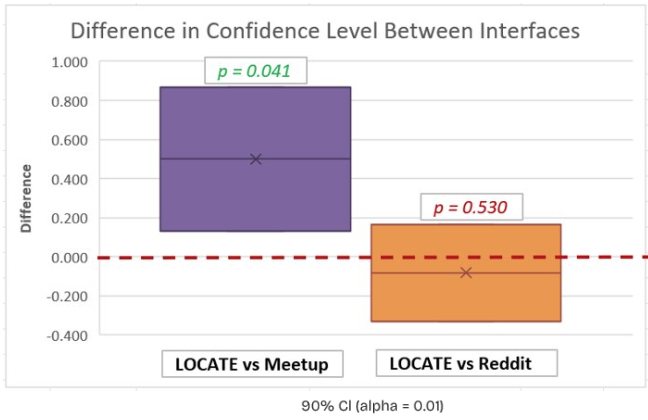 Difference in Confidence Level Between Interfaces
1.000
p = 0.041
0.800
0.600
0.400
Difference
0.200
p = 0.530
0.000
-0.200
-0.400
LOCATE vs Meetup
LOCATE vs Reddit
90% CI (alpha = 0.01)